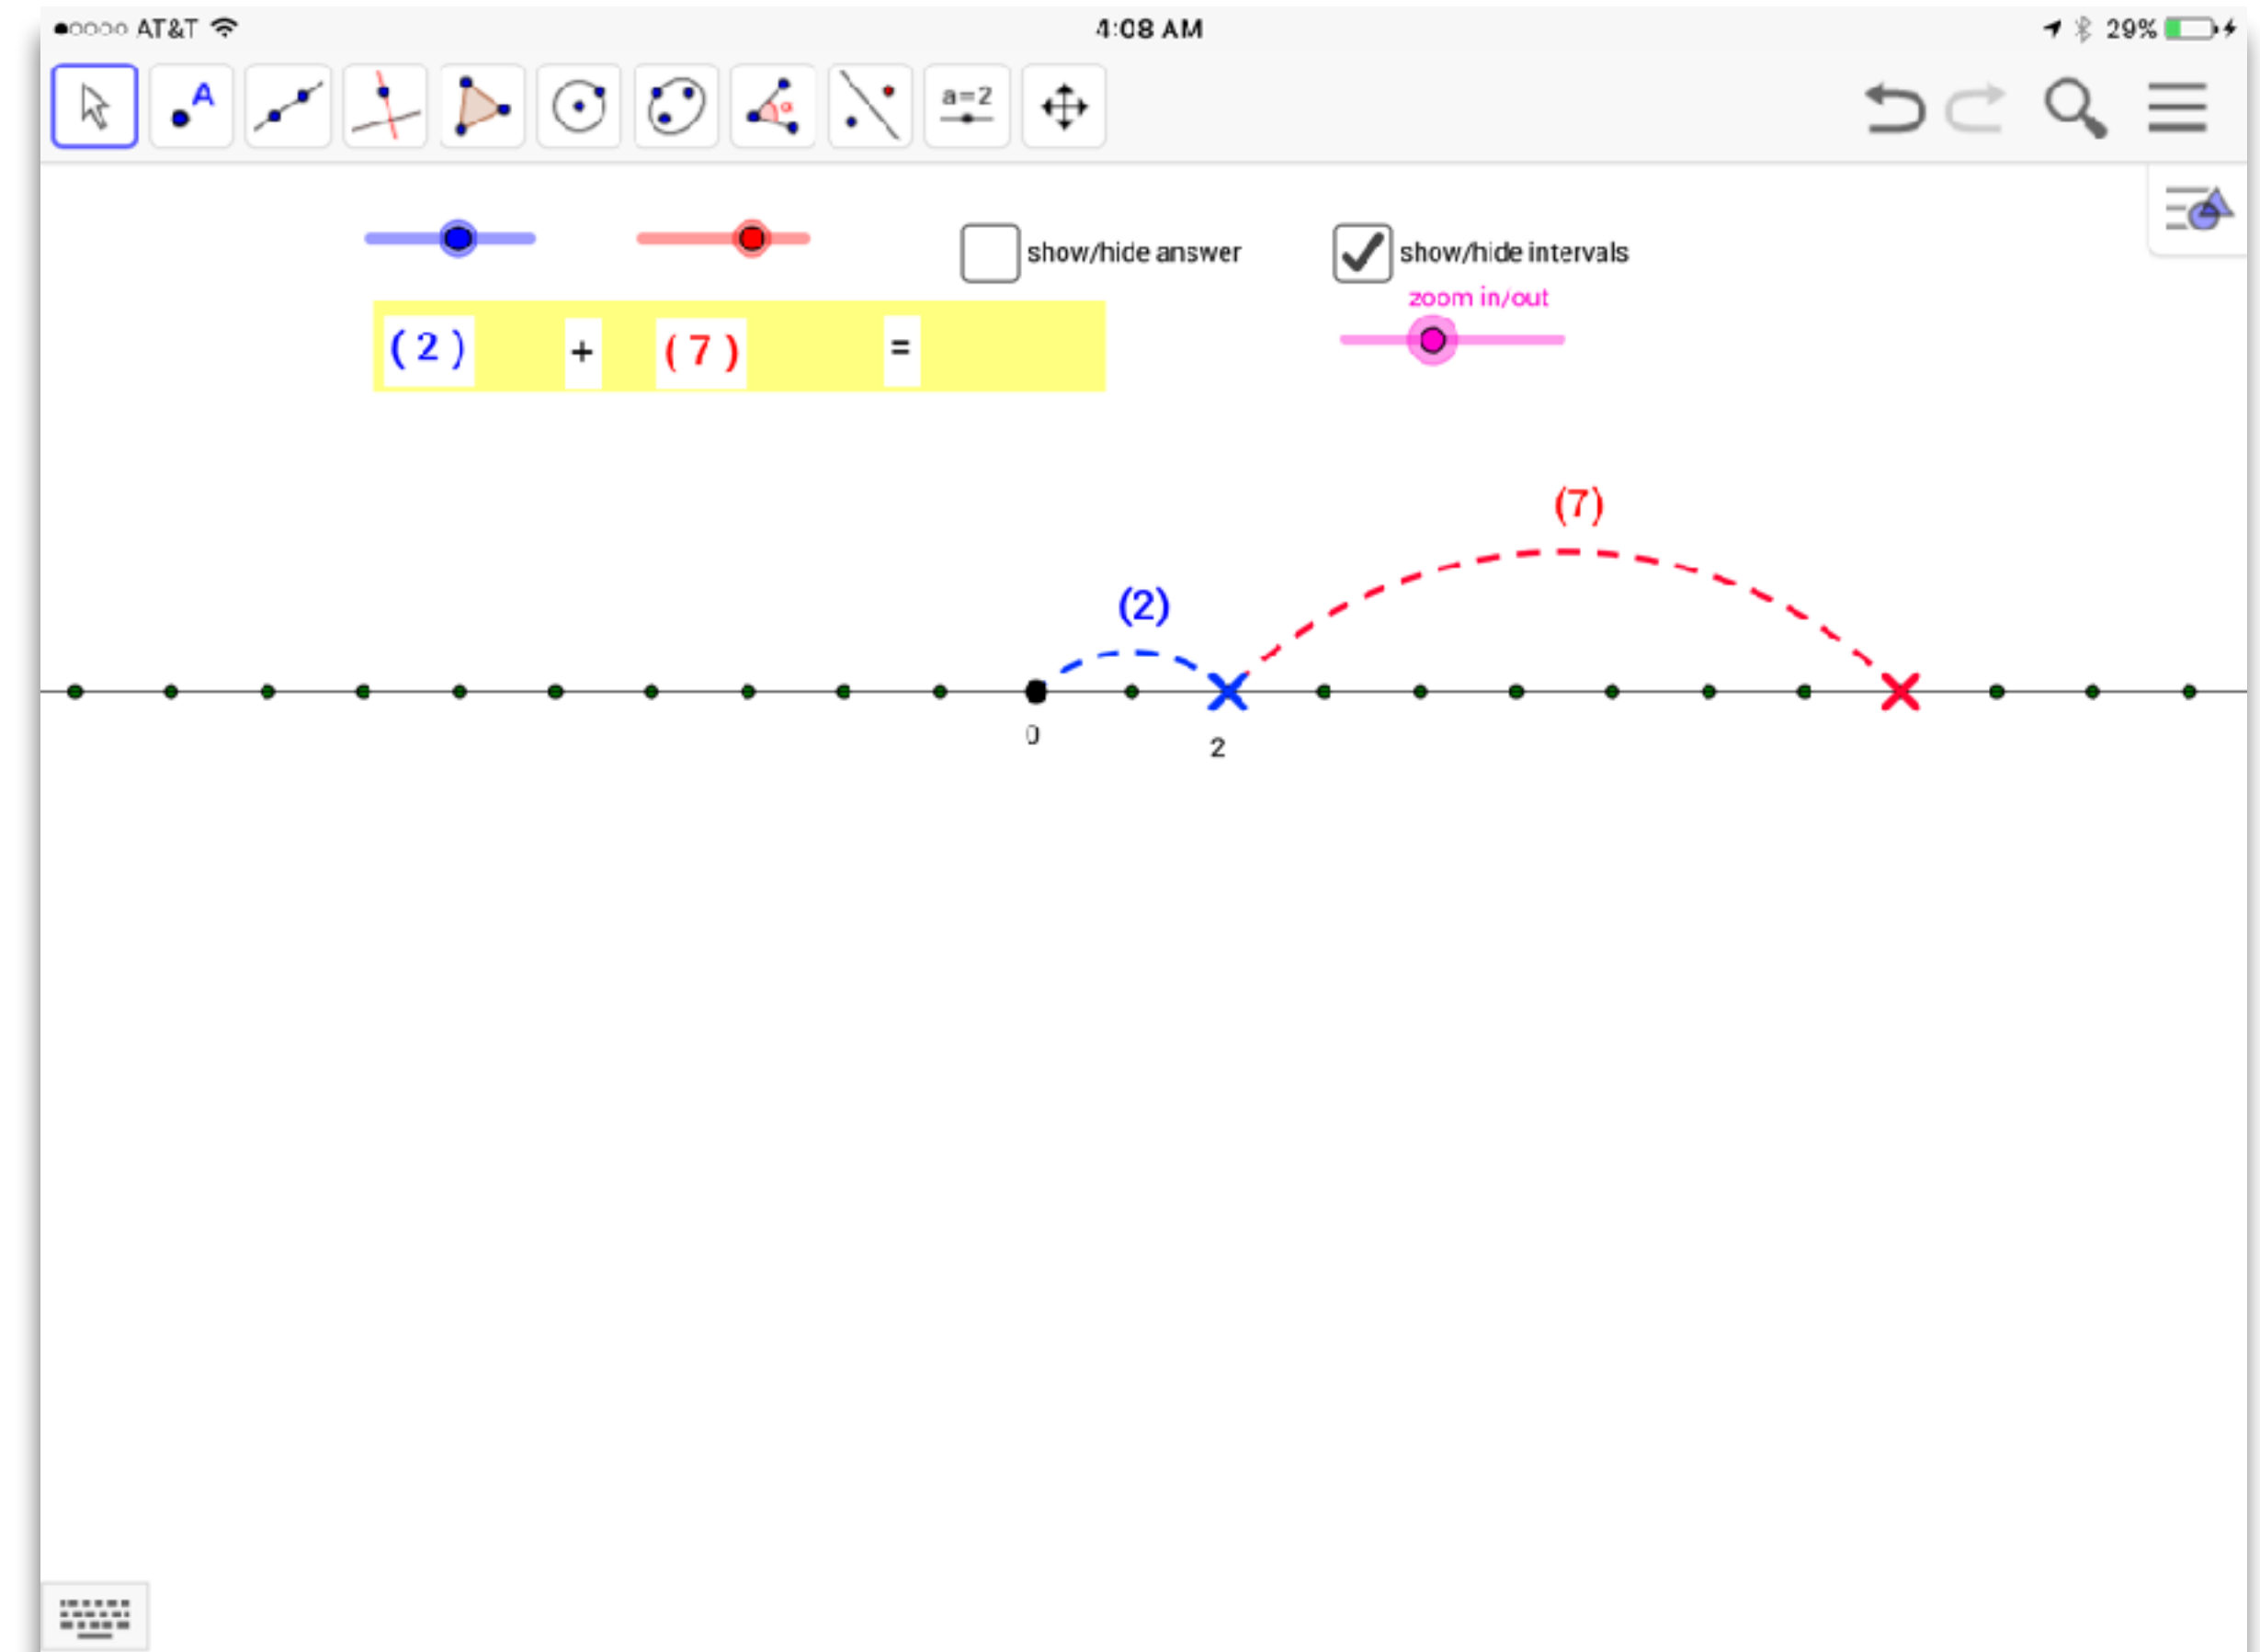 AT&T 4:08 AM 29%
A α a=2
show/hide answer show/hide intervals
zoom in/out
( 2 ) + ( 7 ) =
(7)
(2)
0
2